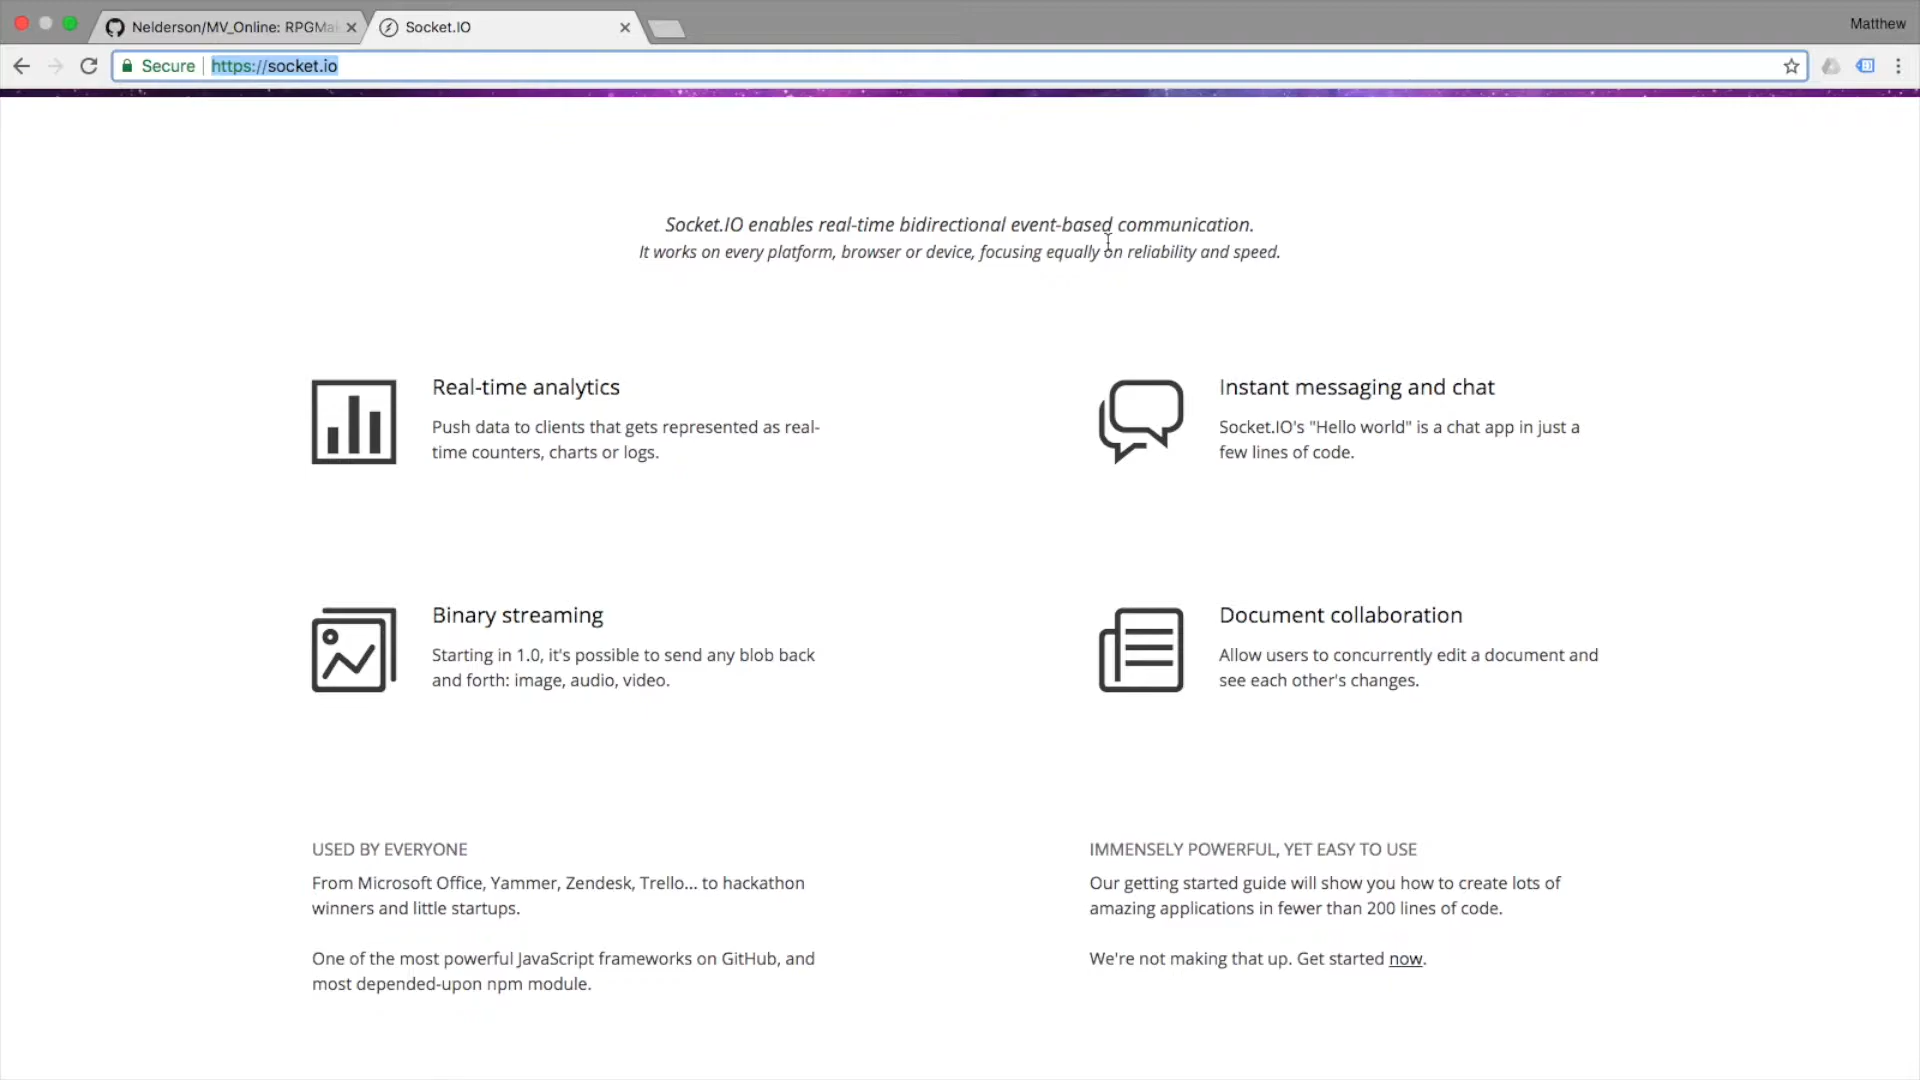 Nelderson/MV_Online: RPGMa
Socket.IO
Matthew
Secure
https://socket.io
Socket.IO enables real-time bidirectional event-based communication.
It works on every platform, browser or device, focusing equally on reliability and speed.
Real-time analytics
Push data to clients that gets represented as real-
time counters, charts or logs.
Instant messaging and chat
Socket.IO's "Hello world" is a chat app in just a
few lines of code.
Binary streaming
Starting in 1.0, it's possible to send any blob back
and forth: image, audio, video.
Document collaboration
Allow users to concurrently edit a document and
see each other's changes.
USED BY EVERYONE
From Microsoft Office, Yammer, Zendesk, Trello... to hackathon
winners and little startups.
One of the most powerful JavaScript frameworks on GitHub, and
most depended-upon npm module.
IMMENSELY POWERFUL, YET EASY TO USE
Our getting started guide will show you how to create lots of
amazing applications in fewer than 200 lines of code.
We're not making that up. Get started now.